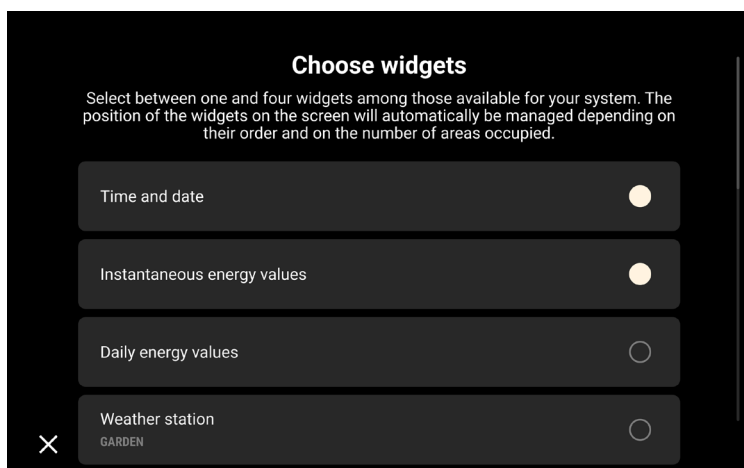 Choose widgets
Select between one and four widgets among those available for your system. The
position of the widgets on the screen will automatically be managed depending on
their order and on the number of areas occupied.
Time and date
Instantaneous energy values
Daily energy values
Weather station
GARDEN